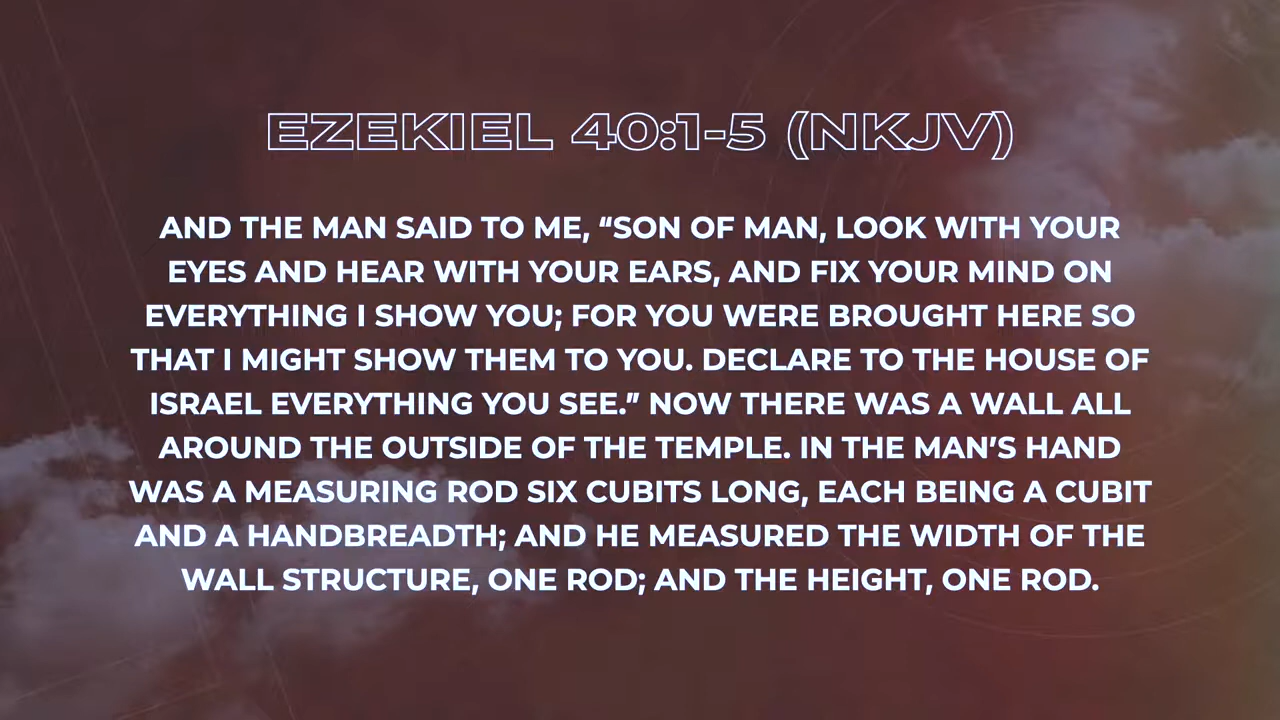 EZEKIEL 40:1-5 (NKJV)
AND THE MAN SAID TO ME, “SON OF MAN, LOOK WITH YOUR
EYES AND HEAR WITH YOUR EARS, AND FIX YOUR MIND ON
EVERYTHING I SHOW YOU; FOR YOU WERE BROUGHT HERE SO
THAT I MIGHT SHOW THEM TO YOU. DECLARE TO THE HOUSE OF
ISRAEL EVERYTHING YOU SEE.” NOW THERE WAS A WALL ALL
AROUND THE OUTSIDE OF THE TEMPLE. IN THE MAN’S HAND
WAS A MEASURING ROD SIX CUBITS LONG, EACH BEING A CUBIT
AND A HANDBREADTH; AND HE MEASURED THE WIDTH OF THE
WALL STRUCTURE, ONE ROD; AND THE HEIGHT, ONE ROD.